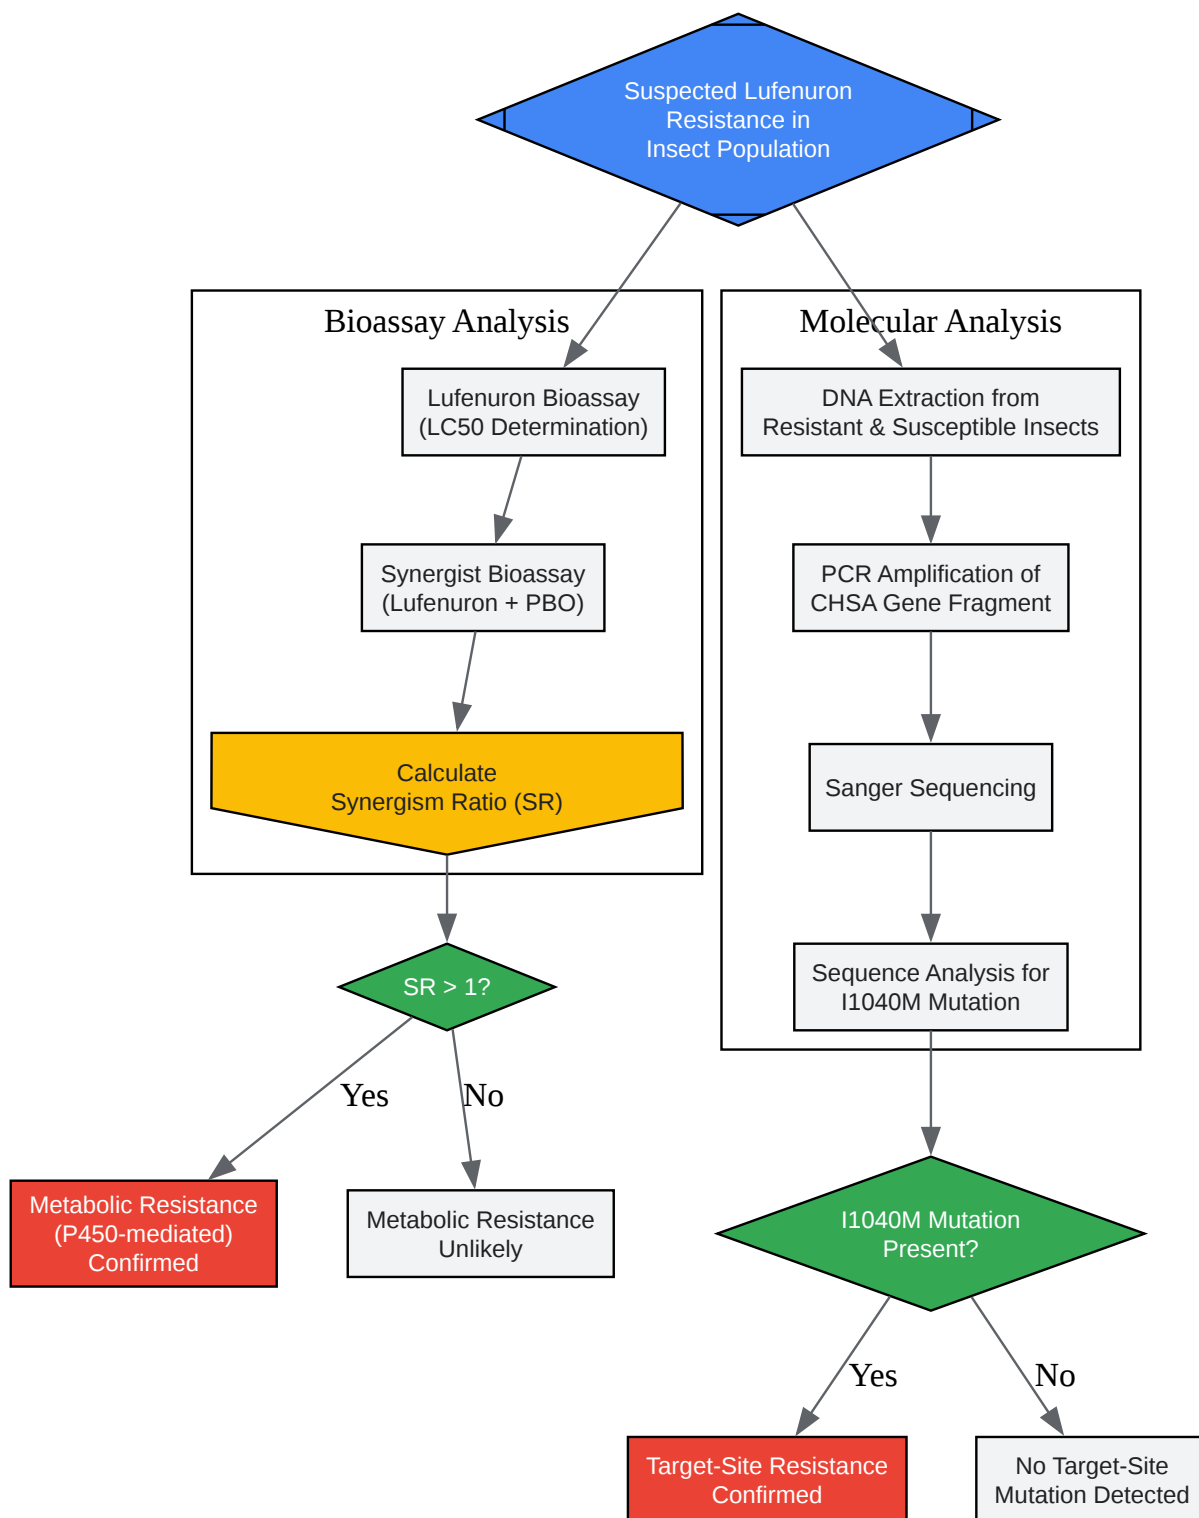 Suspected Lufenuron
Resistance in
Insect Population
Bioassay Analysis
Lufenuron Bioassay
(LC50 Determination)
Synergist Bioassay
(Lufenuron + PBO)
Calculate
Synergism Ratio (SR)
SR > 1?
Yes
No
Metabolic Resistance
(P450-mediated)
Confirmed
Metabolic Resistance
Unlikely
Molecular Analysis
DNA Extraction from
Resistant & Susceptible Insects
PCR Amplification of
CHSA Gene Fragment
Sanger Sequencing
Sequence Analysis for
I1040M Mutation
I1040M Mutation
Present?
Yes
No
Target-Site Resistance
Confirmed
No Target-Site
Mutation Detected